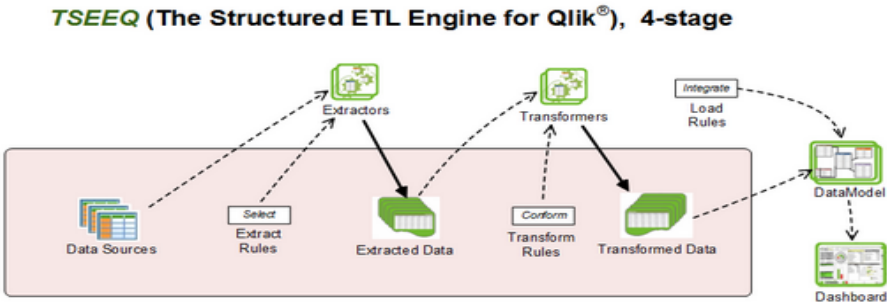 TSEEQ (The Structured ETL Engine for Qlik®), 4-stage
Extractors
Transformers
Integrate
Load
Rules
DataModel
Data Sources
Select
Extract
Rules
Extracted Data
Conform
Transform
Rules
Transformed Data
Dashboard